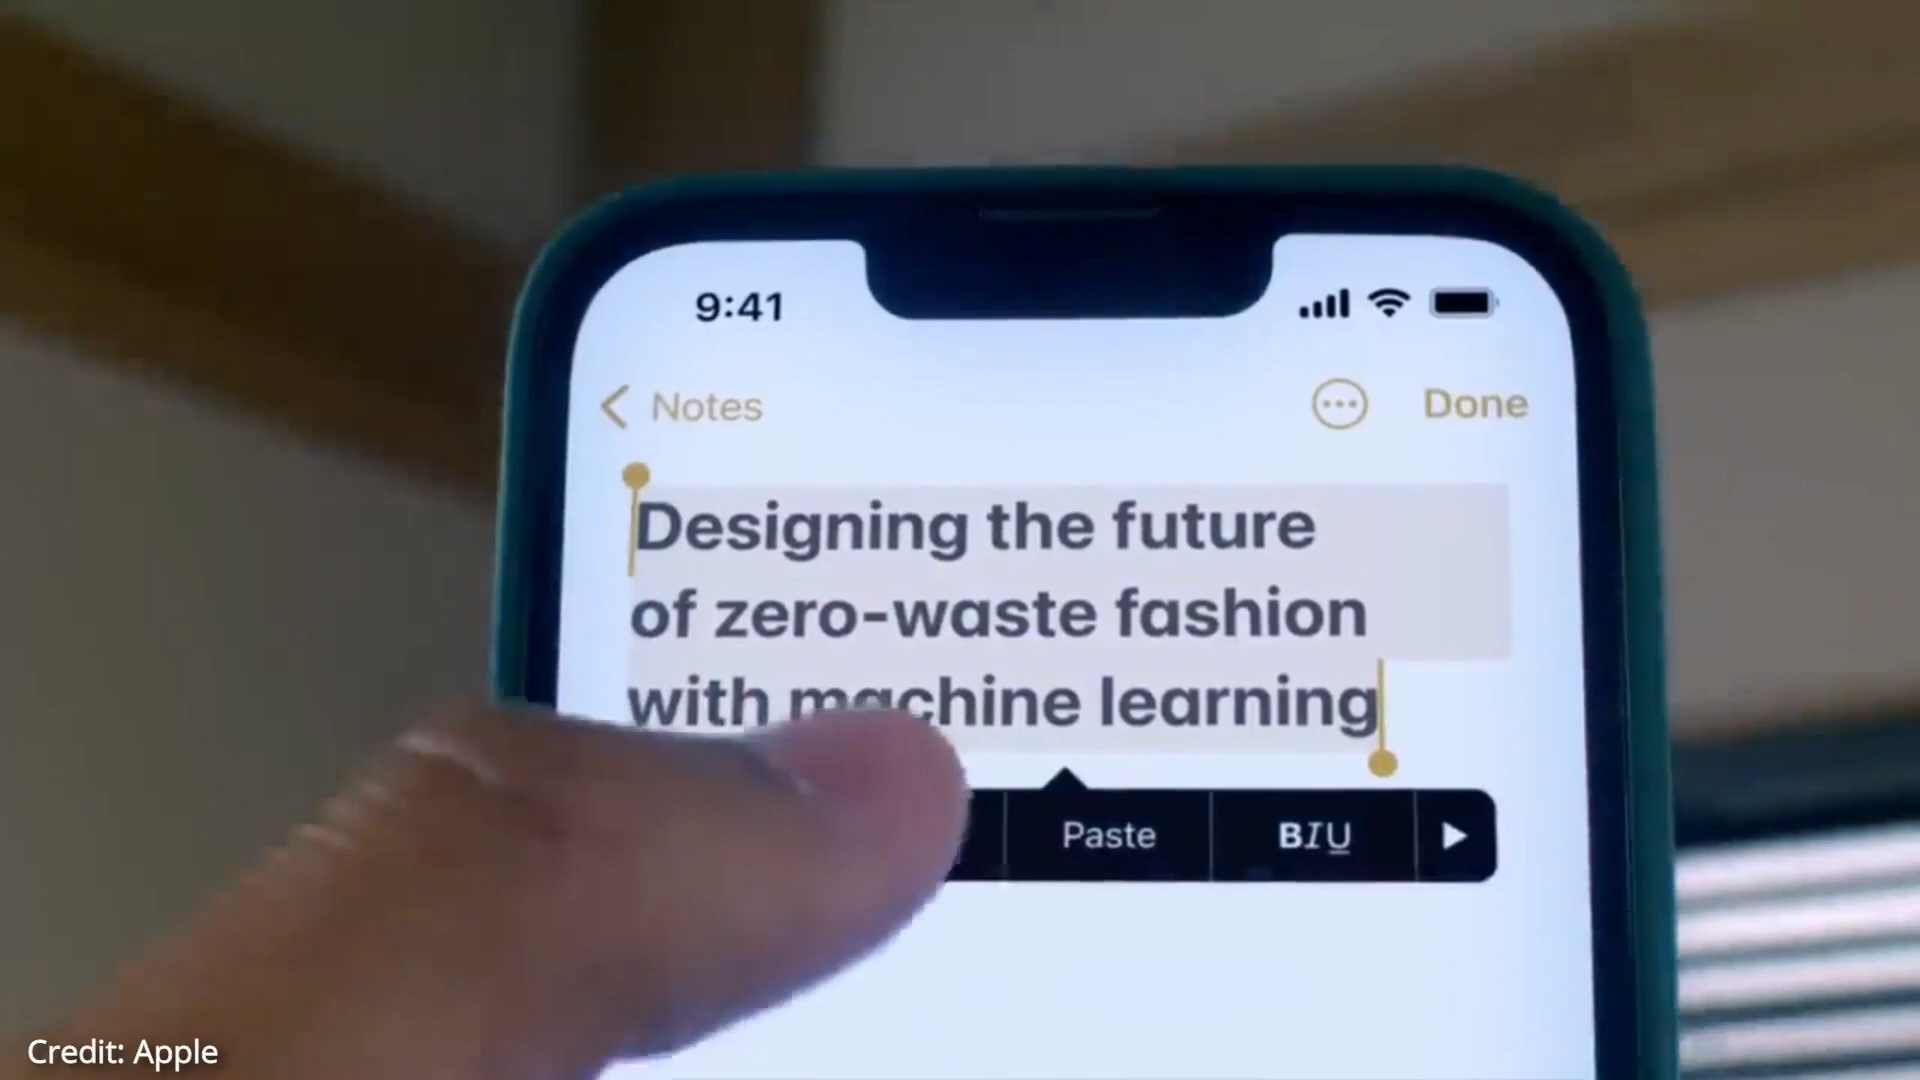 9:41
Notes
Done
Designing the future
of zero-waste fashion
with machine learning
Paste
BIU
Credit: Apple